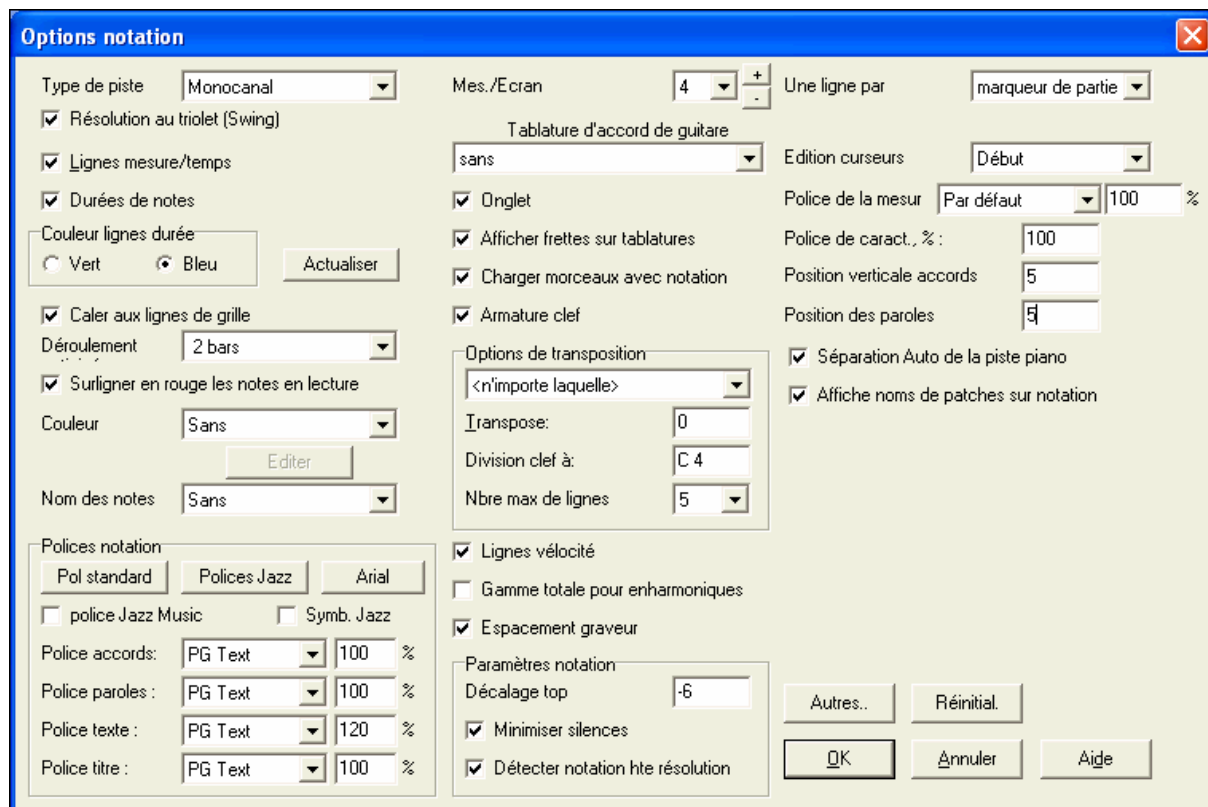 Options notation
Type de piste
Monocanal
Résolution au triolet (Swing)
Lignes mesure/temps
Durées de notes
Couleur lignes durée
Vert
Bleu
Actualiser
Caler aux lignes de grille
Déroulement
2 bars
Surligner en rouge les notes en lecture
Couleur
Sans
Editer
Nom des notes
Sans
Polices notation
Pol standard
Polices Jazz
Arial
police Jazz Music
Symb. Jazz
Police accords:
PG Text
100
%
Police paroles :
PG Text
100
%
Police texte :
PG Text
120
%
Police titre :
PG Text
100
%
Mes./Ecran
4
+
-
Tablature d'accord de guitare
sans
Onglet
Afficher frettes sur tablatures
Charger morceaux avec notation
Armature clef
Options de transposition
<n'importe laquelle>
Transpose:
0
Division clef à:
C 4
Nbre max de lignes
5
Lignes vélocité
Gamme totale pour enharmoniques
Espacement graveur
Paramètres notation
Décalage top
-6
Minimiser silences
Détecter notation hte résolution
Une ligne par
marqueur de partie
Edition curseurs
Début
Police de la mesur
Par défaut
100
%
Police de caract., % :
100
Position verticale accords
5
Position des paroles
5
Séparation Auto de la piste piano
Affiche noms de patches sur notation
Autres..
Réinitial.
OK
Annuler
Aide